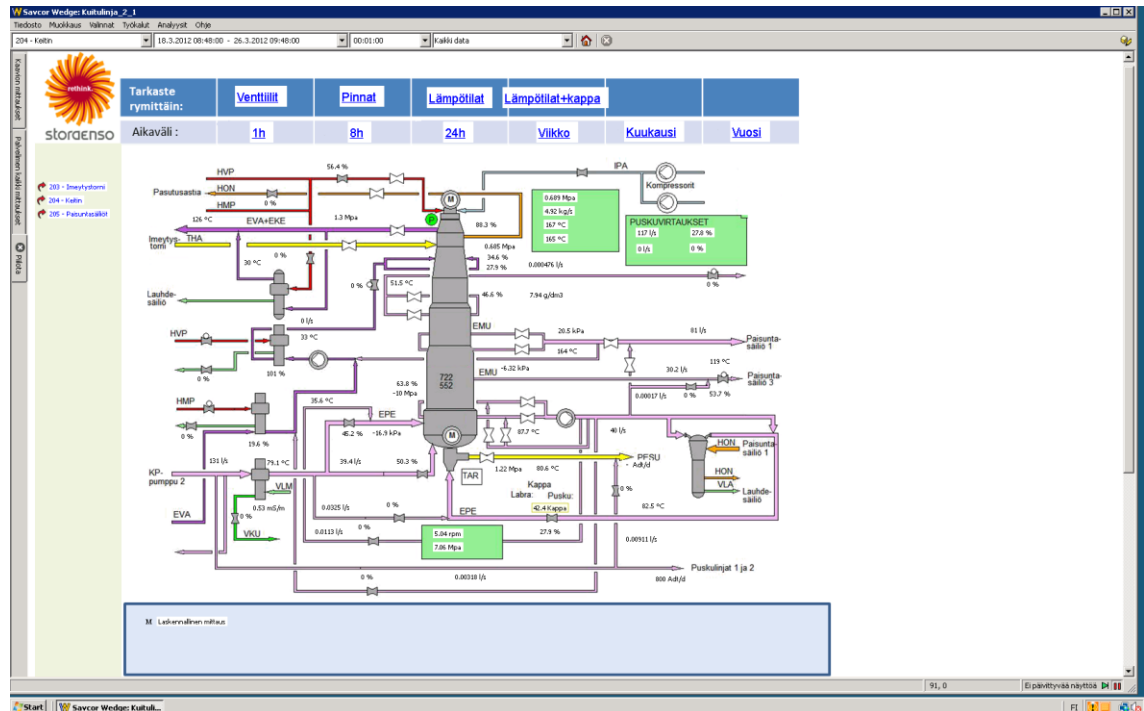 Savcor Wedge: Kuitulinja_2_1
Tiedosto Muokkaus Valinnat Työkalut Analyysit Ohje
204 - Keitin 18.3.2012 08:48:00 - 26.3.2012 09:48:00 00:01:00 Kaikki data
Kaavion mittaukset
Palvelimen kaikki mittaukset
Pilota
rethink.
storaenso
Tarkaste rymittäin: Venttiilit Pinnat Lämpötilat Lämpötilat+kappa
Aikaväli : 1h 8h 24h Viikko Kuukausi Vuosi
203 - Imeytystorni
204 - Keitin
205 - Paisuntasäiliöt
HVP 56.4 % IPA
Pasutusastia HON 0 % M Kompressorit
HMP
126 °C EVA+EKE 1.3 Mpa P 88.3 %
0.689 Mpa
4.92 kg/s
167 °C
165 °C
PUSKUVIRTAUKSET
117 l/s 27.8 %
0 l/s 0 %
Imeytys-
torni THA 0.685 Mpa
30 °C 0 % 34.6 %
27.9 % 0.000476 l/s
0 % 51.5 °C 0 %
Lauhde-
säiliö 46.6 % 7.94 g/dm3
0 l/s
HVP 33 °C EMU 20.5 kPa 01 l/s Paisunta-
säiliö 1
164 °C
0 % 101 % EMU -6.32 kPa 119 °C
30.2 l/s Paisunta-
säiliö 3
722
552
63.8 %
-10 Mpa 0.00017 l/s 0 % 53.7 %
HMP 35.6 °C EPE
0 % 45.2 % -16.9 kPa M 87.7 °C 40 l/s
19.6 % HON Paisunta-
säiliö 1
131 l/s 79.1 °C 39.4 l/s 50.3 % PESU
KP-
pumppu 2 1.22 Mpa 80.6 °C - Adt/d HON
TAR Kappa VLA Lauhde-
säiliö
VLM Labra: Pusku:
0.53 mS/m 0.0325 l/s 0 % 42.4 Kappa 0 % 82.5 °C
EVA 0 % EPE
VKU 0.0113 l/s 0 % 27.9 % 0.00911 l/s
5.04 rpm
7.06 Mpa
Puskulinjat 1 ja 2
0 % 0.00318 l/s 800 Adt/d
M Laskennallinen mittaus
91, 0 Ei päivittyvää näyttöä
Start Savcor Wedge: Kuituli... FI